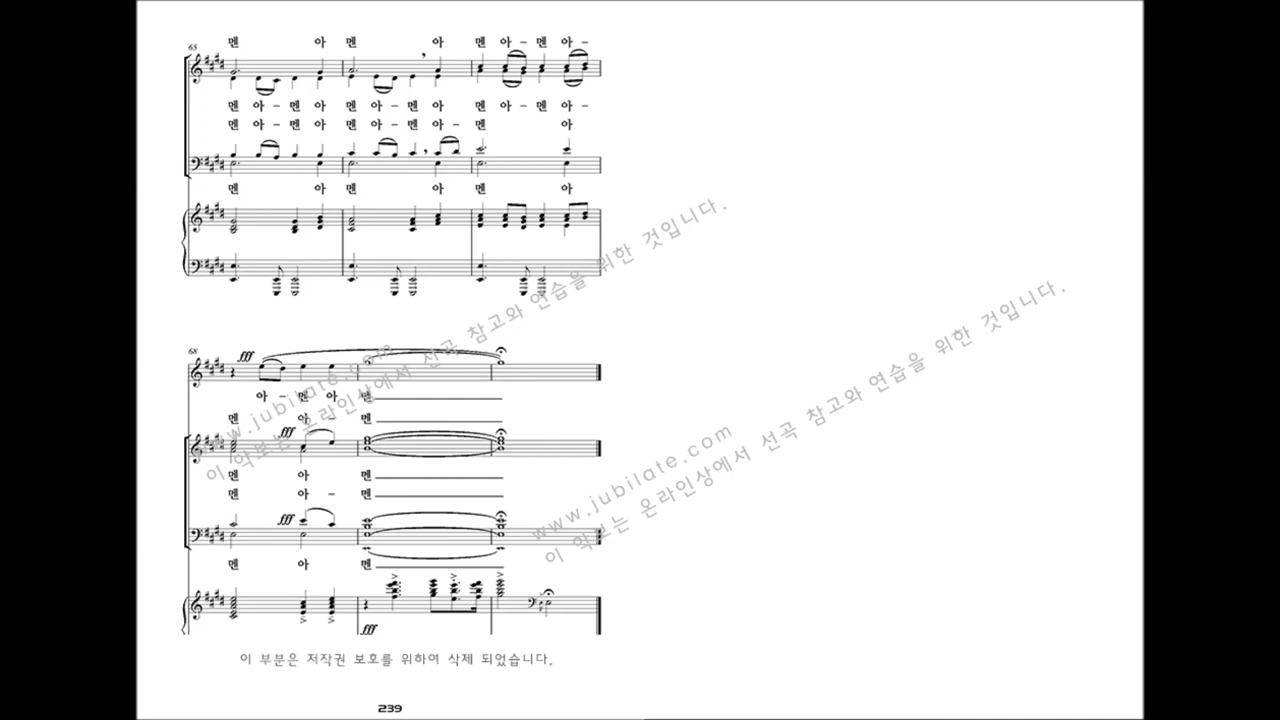 65
멘 아 멘 아 멘 아 - 멘 아 -
멘 아 - 멘 아 멘 아 - 멘 아 멘 아 - 멘 아 -
멘 아 - 멘 아 멘 아 - 멘 아 - 멘 아
멘 아 멘 아 멘 아
68
fff
아 - 멘 아 멘
멘 아 - 멘
fff
멘 아 멘
멘 아 - 멘
fff
멘 아 멘
fff
www.jubilate.com
이 악보는 온라인상에서 선곡 참고와 연습을 위한 것입니다.
www.jubilate.com
이 악보는 온라인상에서 선곡 참고와 연습을 위한 것입니다.
이 부분은 저작권 보호를 위하여 삭제 되었습니다.
239